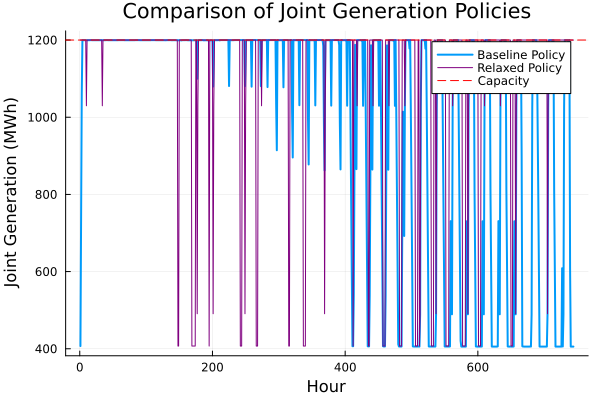 Comparison of Joint Generation Policies
Joint Generation (MWh)
1200
1000
800
600
400
Baseline Policy
Relaxed Policy
Capacity
0
200
400
600
Hour